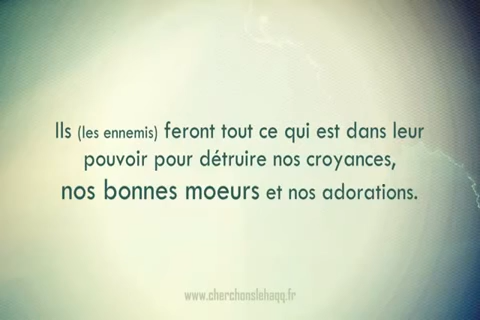 Ils (les ennemis) feront tout ce qui est dans leur
pouvoir pour détruire nos croyances,
nos bonnes moeurs et nos adorations.
www.cherchonslehaqq.fr